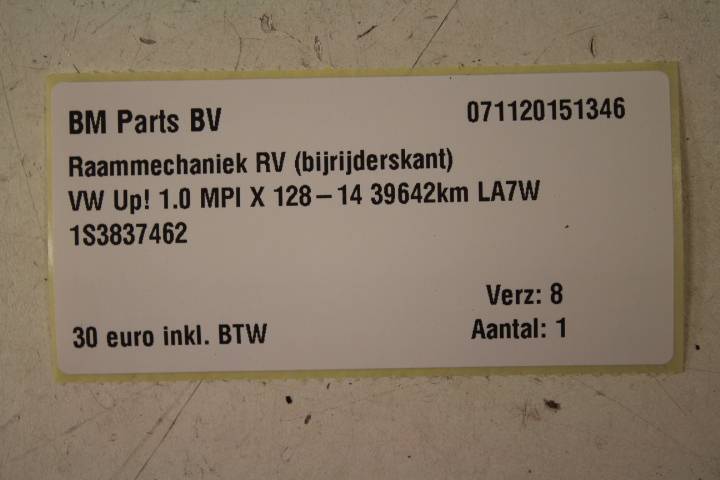 BM Parts BV 071120151346
Raammechaniek RV (bijrijderskant)
VW Up! 1.0 MPI X 128-14 39642km LA7W
1S3837462
Verz: 8
30 euro inkl. BTW Aantal: 1